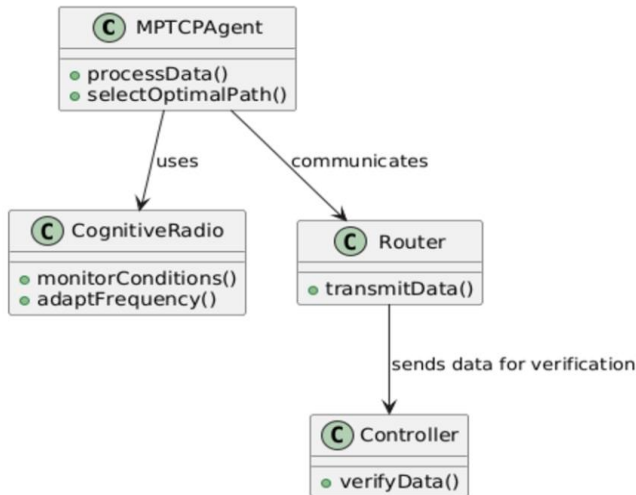 C MPTCPAgent
processData()
selectOptimalPath()
uses
communicates
C CognitiveRadio
monitorConditions()
adaptFrequency()
C Router
transmitData()
sends data for verification
C Controller
verifyData()